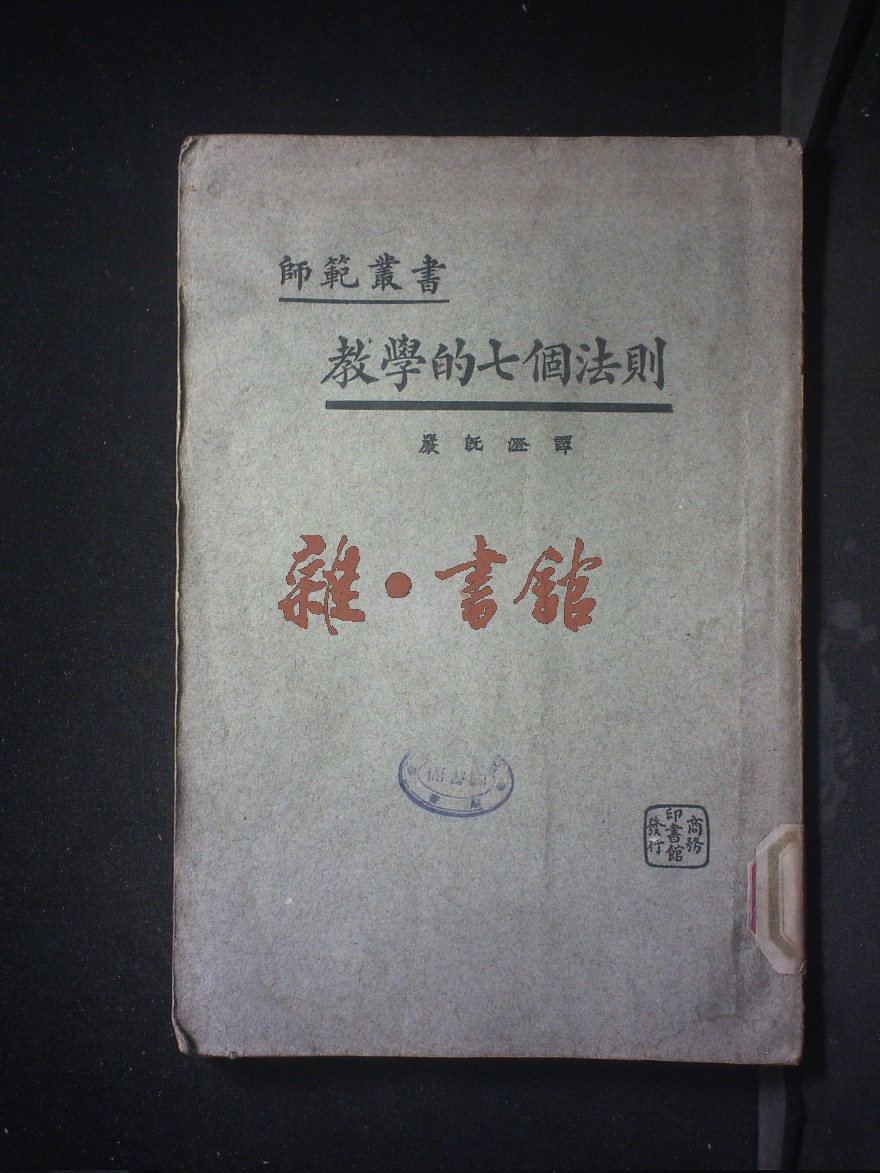 師範叢書
教學的七個法則
嚴既澄譯
雜·書館
商務
印書館
發行